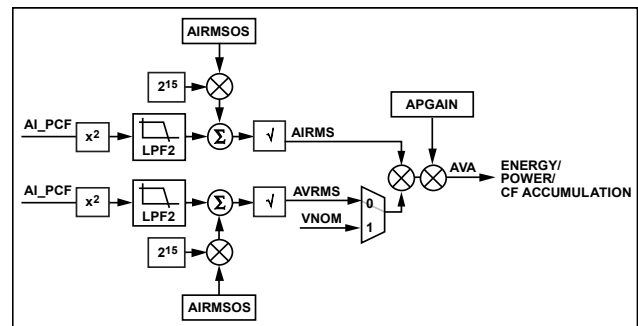 AIRMSOS
2¹⁵
APGAIN
AI_PCF
x²
LPF2
Σ
√
AIRMS
AVA
ENERGY/
POWER/
CF ACCUMULATION
AI_PCF
x²
LPF2
Σ
√
AVRMS
0
VNOM
1
2¹⁵
AIRMSOS